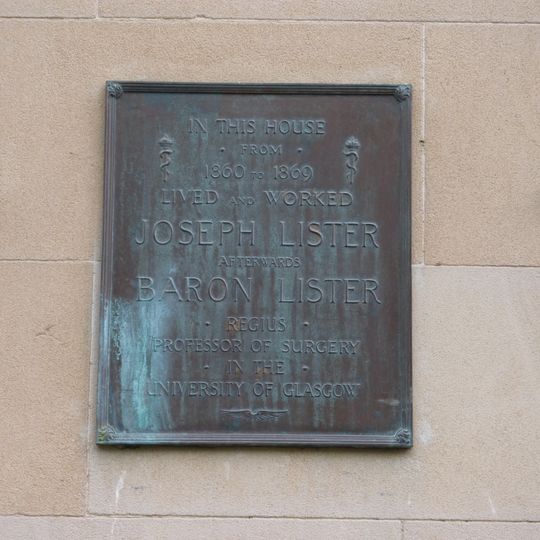 IN THIS HOUSE
· FROM ·
1860 TO 1869
LIVED AND WORKED
JOSEPH LISTER
AFTERWARDS
BARON LISTER
· REGIUS ·
PROFESSOR OF SURGERY
· IN THE ·
UNIVERSITY OF GLASGOW